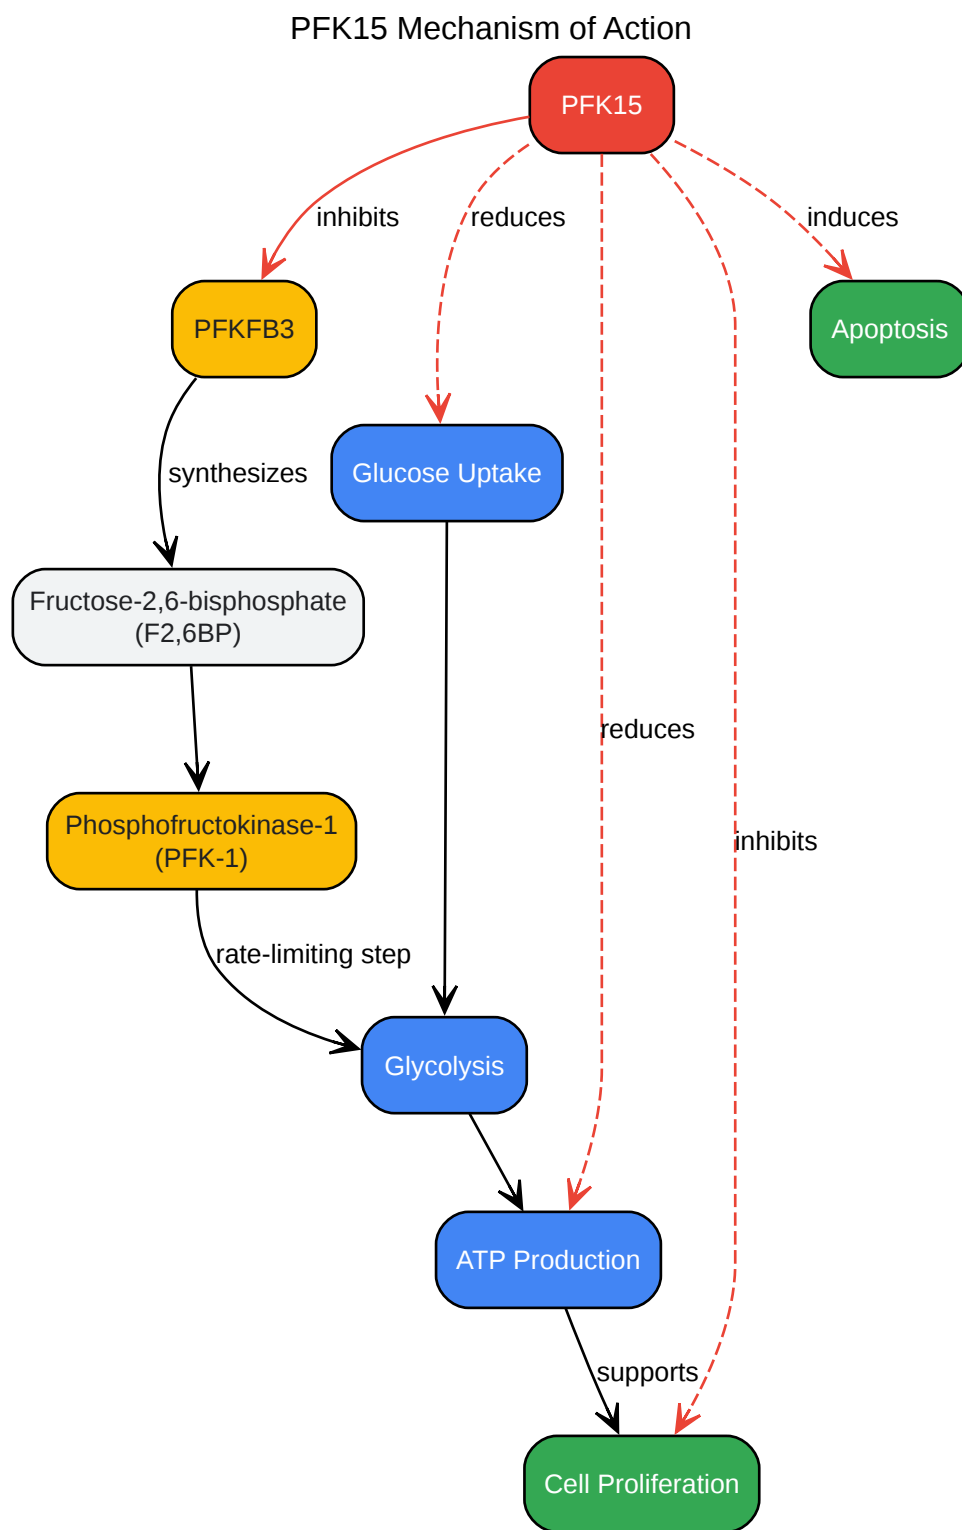 PFK15 Mechanism of Action
PFK15
inhibits
reduces
induces
PFKFB3
Apoptosis
synthesizes
Glucose Uptake
Fructose-2,6-bisphosphate
(F2,6BP)
reduces
Phosphofructokinase-1
(PFK-1)
inhibits
rate-limiting step
Glycolysis
ATP Production
supports
Cell Proliferation